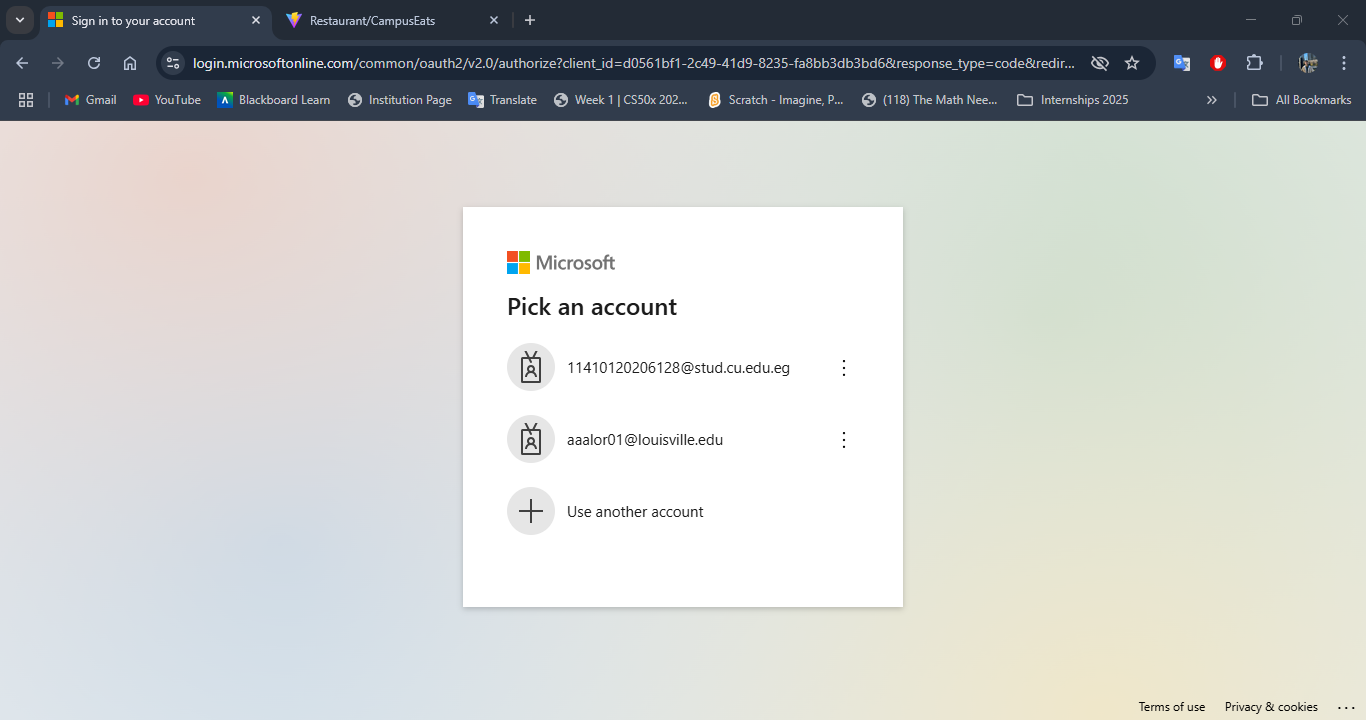 Sign in to your account
Restaurant/CampusEats
login.microsoftonline.com/common/oauth2/v2.0/authorize?client_id=d0561bf1-2c49-41d9-8235-fa8bb3db3bd6&response_type=code&redir...
Gmail
YouTube
Blackboard Learn
Institution Page
Translate
Week 1 | CS50x 202...
Scratch - Imagine, P...
(118) The Math Nee...
Internships 2025
»
All Bookmarks
Microsoft
Pick an account
11410120206128@stud.cu.edu.eg
aaalor01@louisville.edu
Use another account
Terms of use
Privacy & cookies
...